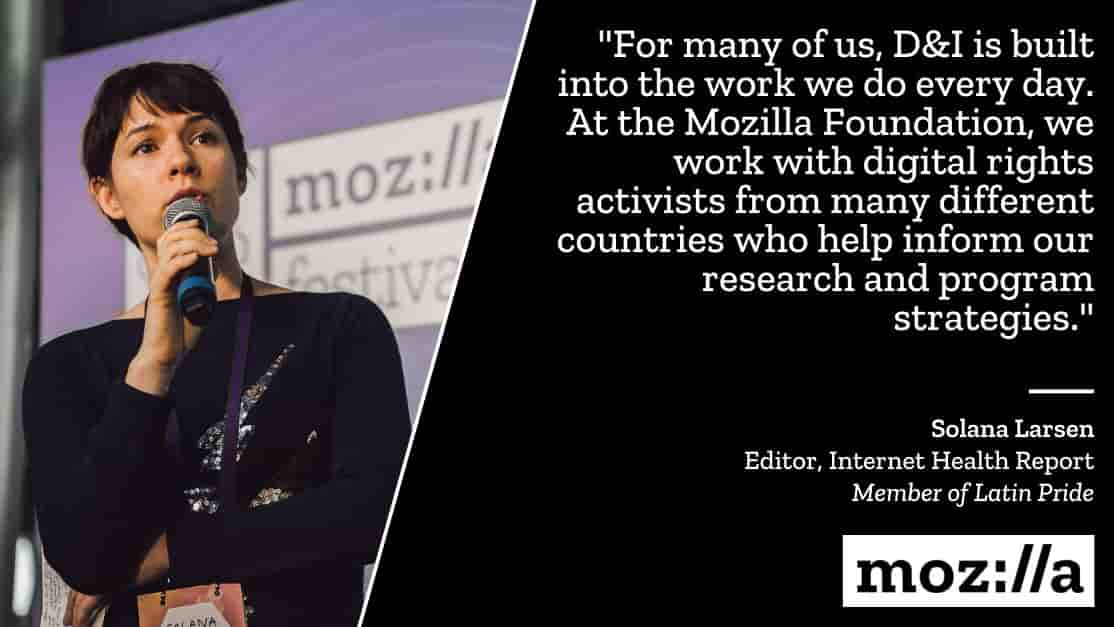 moz://
festiva
SOLANA
"For many of us, D&I is built
into the work we do every day.
At the Mozilla Foundation, we
work with digital rights
activists from many different
countries who help inform our
research and program
strategies."
Solana Larsen
Editor, Internet Health Report
Member of Latin Pride
moz://a